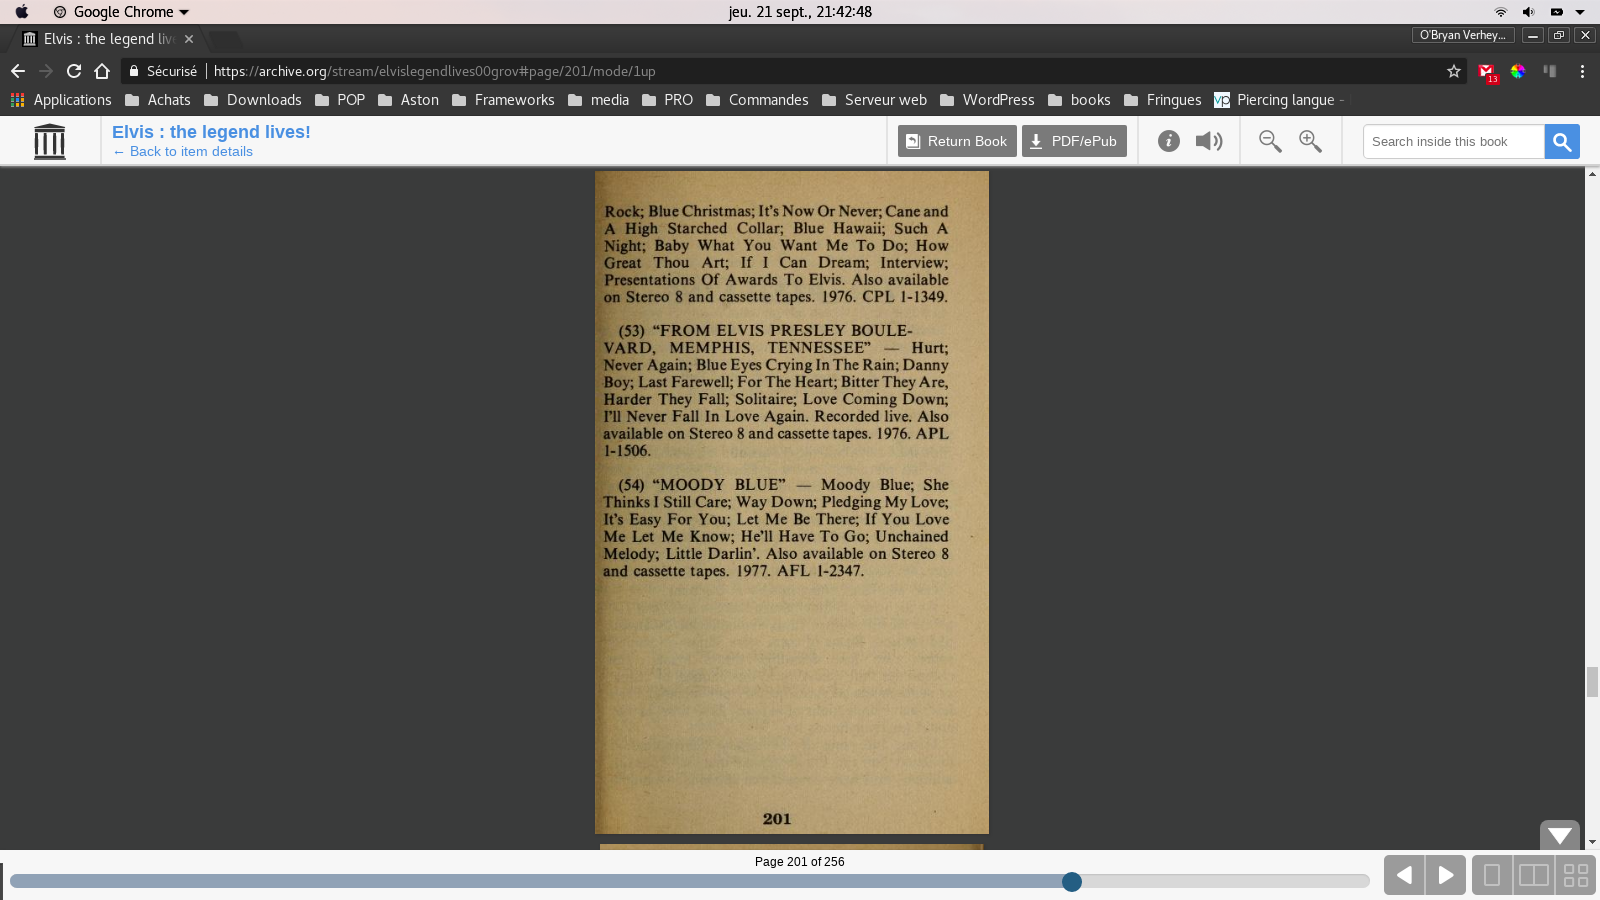 Google Chrome
jeu. 21 sept., 21:42:48
Elvis : the legend live
O'Bryan Verhey...
Sécurisé
https://archive.org/stream/elvislegendlives00grov#page/201/mode/1up
13
Applications
Achats
Downloads
POP
Aston
Frameworks
media
PRO
Commandes
Serveur web
WordPress
books
Fringues
vp
Piercing langue -
Elvis : the legend lives!
← Back to item details
Return Book
PDF/ePub
Search inside this book
Rock; Blue Christmas; It's Now Or Never; Cane and
A High Starched Collar; Blue Hawaii; Such A
Night; Baby What You Want Me To Do; How
Great Thou Art; If I Can Dream; Interview;
Presentations Of Awards To Elvis. Also available
on Stereo 8 and cassette tapes. 1976. CPL 1-1349.
(53) “FROM ELVIS PRESLEY BOULE-
VARD, MEMPHIS, TENNESSEE” — Hurt;
Never Again; Blue Eyes Crying In The Rain; Danny
Boy; Last Farewell; For The Heart; Bitter They Are,
Harder They Fall; Solitaire; Love Coming Down;
I'll Never Fall In Love Again. Recorded live. Also
available on Stereo 8 and cassette tapes. 1976. APL
1-1506.
(54) “MOODY BLUE” — Moody Blue; She
Thinks I Still Care; Way Down; Pledging My Love;
It's Easy For You; Let Me Be There; If You Love
Me Let Me Know; He'll Have To Go; Unchained
Melody; Little Darlin'. Also available on Stereo 8
and cassette tapes. 1977. AFL 1-2347.
201
Page 201 of 256